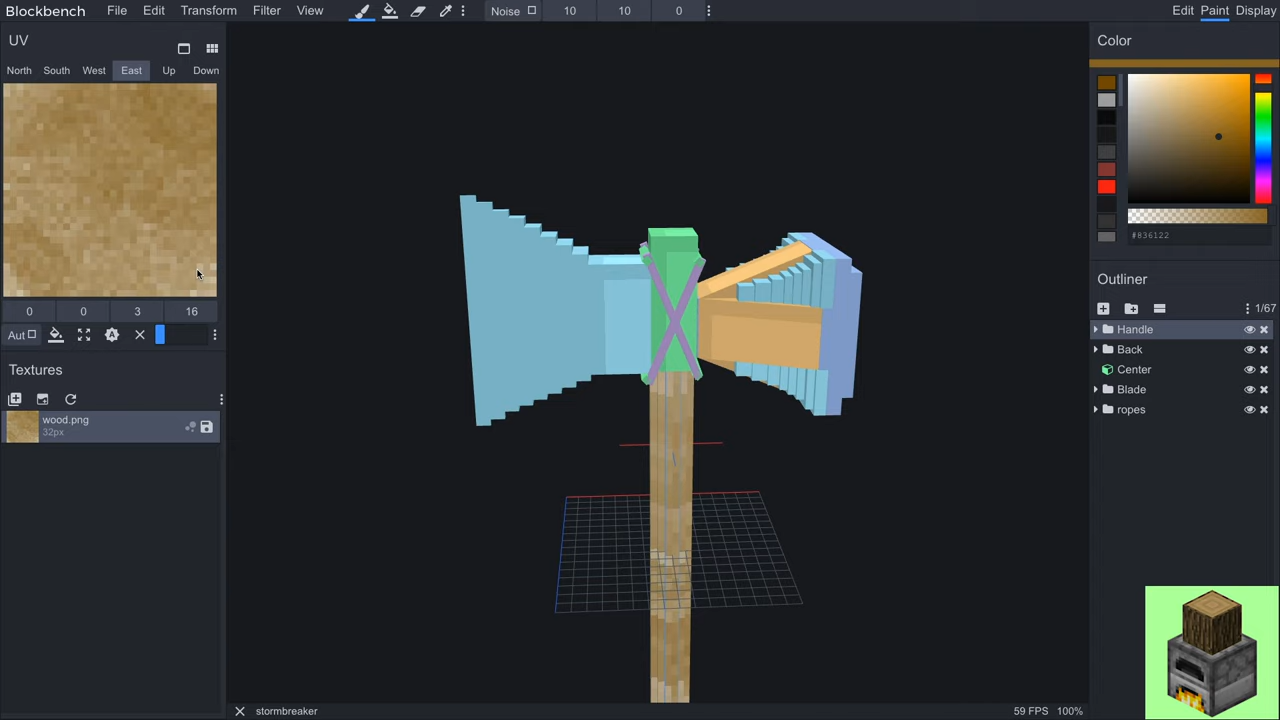 Blockbench File Edit Transform Filter View Noise 10 10 0 Edit Paint Display
UV
North South West East Up Down
0 0 3 16
Aut
Textures
wood.png
32px
Color
#836122
Outliner
1/67
Handle
Back
Center
Blade
ropes
stormbreaker 59 FPS 100%